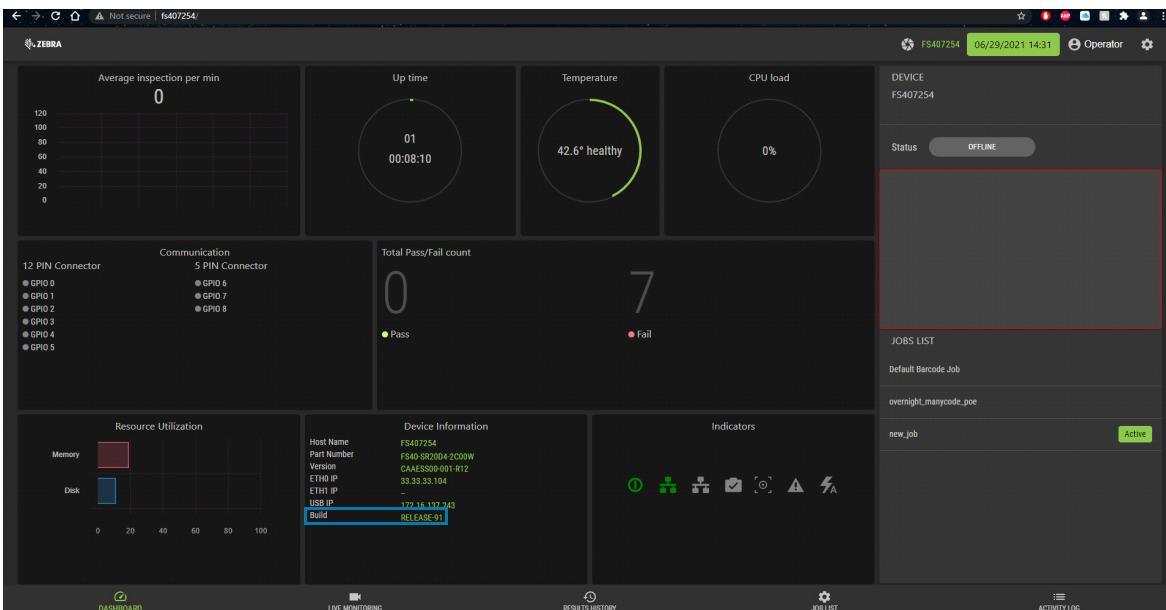 Not secure | fs407254/
ZEBRA
FS407254
06/29/2021 14:31
Operator
Average inspection per min
0
120
100
80
60
40
20
0
Up time
01
00:08:10
Temperature
42.6° healthy
CPU load
0%
DEVICE
FS407254
Status OFFLINE
Communication
12 PIN Connector 5 PIN Connector
GPIO 0 GPIO 6
GPIO 1 GPIO 7
GPIO 2 GPIO 8
GPIO 3
GPIO 4
GPIO 5
Total Pass/Fail count
0 7
Pass Fail
JOBS LIST
Default Barcode Job
overnight_manycode_poe
new_job Active
Resource Utilization
Memory
Disk
0 20 40 60 80 100
Device Information
Host Name FS407254
Part Number FS40-SR20D4-2C00W
Version CAAESS00-001-R12
ETH0 IP 33.33.33.104
ETH1 IP –
USB IP 172.16.137.243
Build RELEASE-91
Indicators
A
DASHBOARD
LIVE MONITORING
RESULTS HISTORY
JOB LIST
ACTIVITY LOG